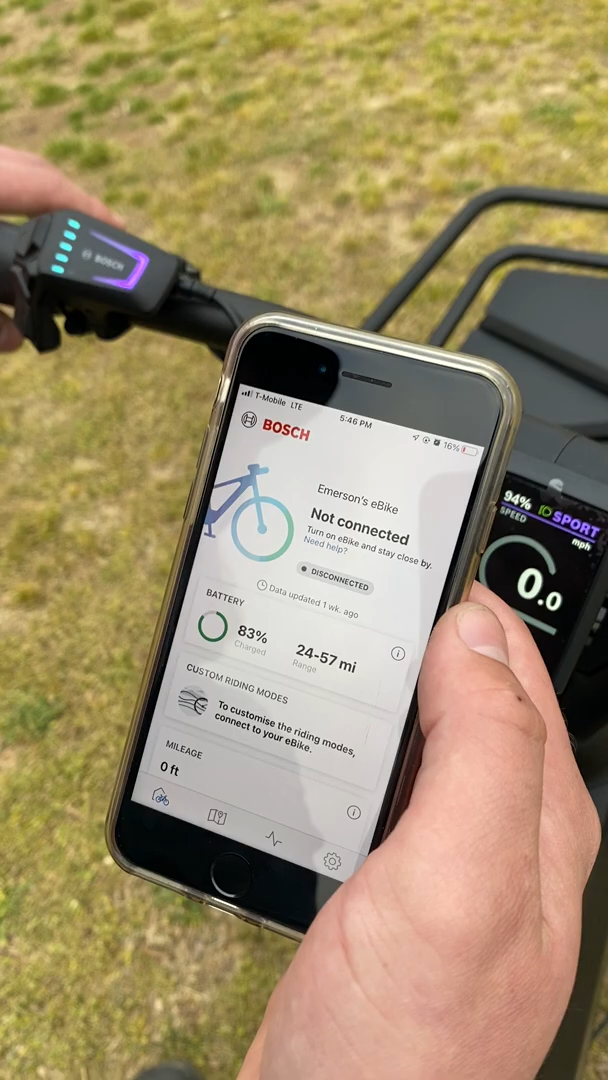 BOSCH
T-Mobile LTE
5:46 PM
16%
BOSCH
Emerson's eBike
Not connected
Turn on eBike and stay close by.
Need help?
DISCONNECTED
Data updated 1 wk. ago
BATTERY
83%
Charged
24-57 mi
Range
CUSTOM RIDING MODES
To customise the riding modes,
connect to your eBike.
MILEAGE
0 ft
94% SPORT
SPEED mph
0.0